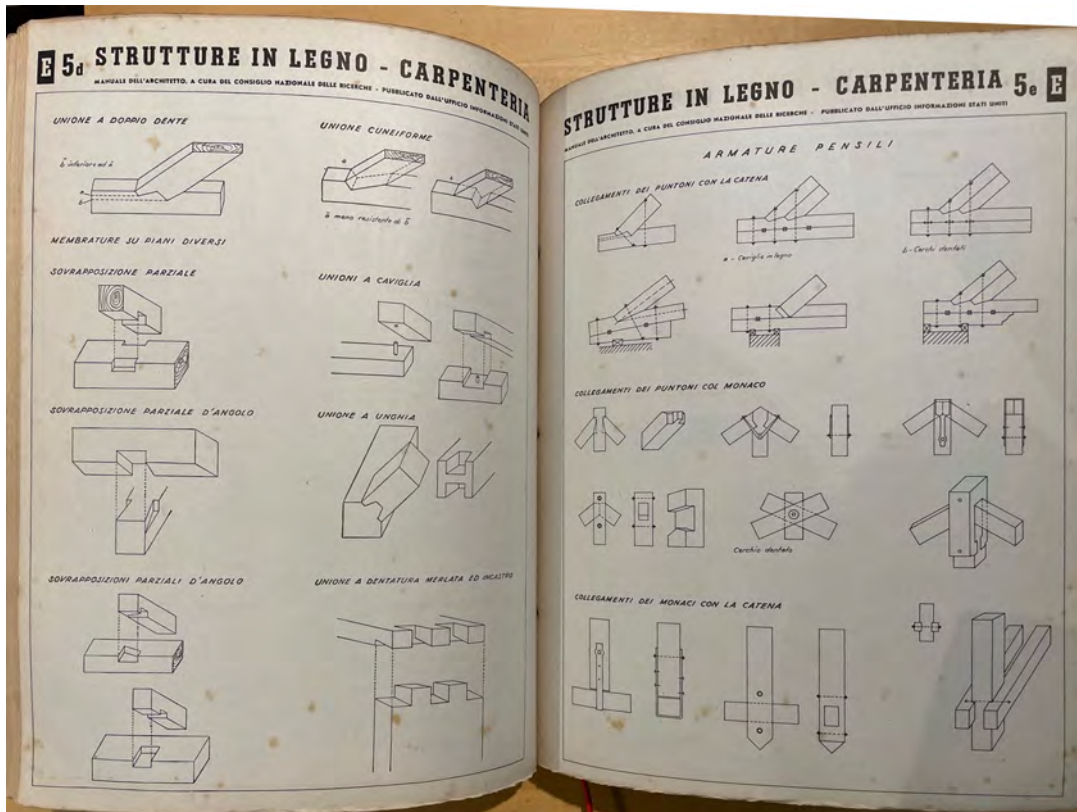 E 5d STRUTTURE IN LEGNO - CARPENTERIA
MANUALE DELL'ARCHITETTO, A CURA DEL CONSIGLIO NAZIONALE DELLE RICERCHE - PUBBLICATO DALL'UFFICIO INFORMAZIONI STATI UNITI
UNIONE A DOPPIO DENTE
b inferiore ad a
a
b
UNIONE CUNEIFORME
a
b
a meno resistente di b
MEMBRATURE SU PIANI DIVERSI
SOVRAPPOSIZIONE PARZIALE
UNIONI A CAVIGLIA
SOVRAPPOSIZIONE PARZIALE D'ANGOLO
UNIONE A UNGNIA
SOVRAPPOSIZIONI PARZIALI D'ANGOLO
UNIONE A DENTATURA MERLATA ED INCASTRO
STRUTTURE IN LEGNO - CARPENTERIA 5e E
MANUALE DELL'ARCHITETTO, A CURA DEL CONSIGLIO NAZIONALE DELLE RICERCHE - PUBBLICATO DALL'UFFICIO INFORMAZIONI STATI UNITI
ARMATURE PENSILI
COLLEGAMENTI DEI PUNTONI CON LA CATENA
a - Caviglie in legno
b - Cerchi dentati
COLLEGAMENTI DEI PUNTONI COL MONACO
Cerchio dentato
COLLEGAMENTI DEI MONACI CON LA CATENA